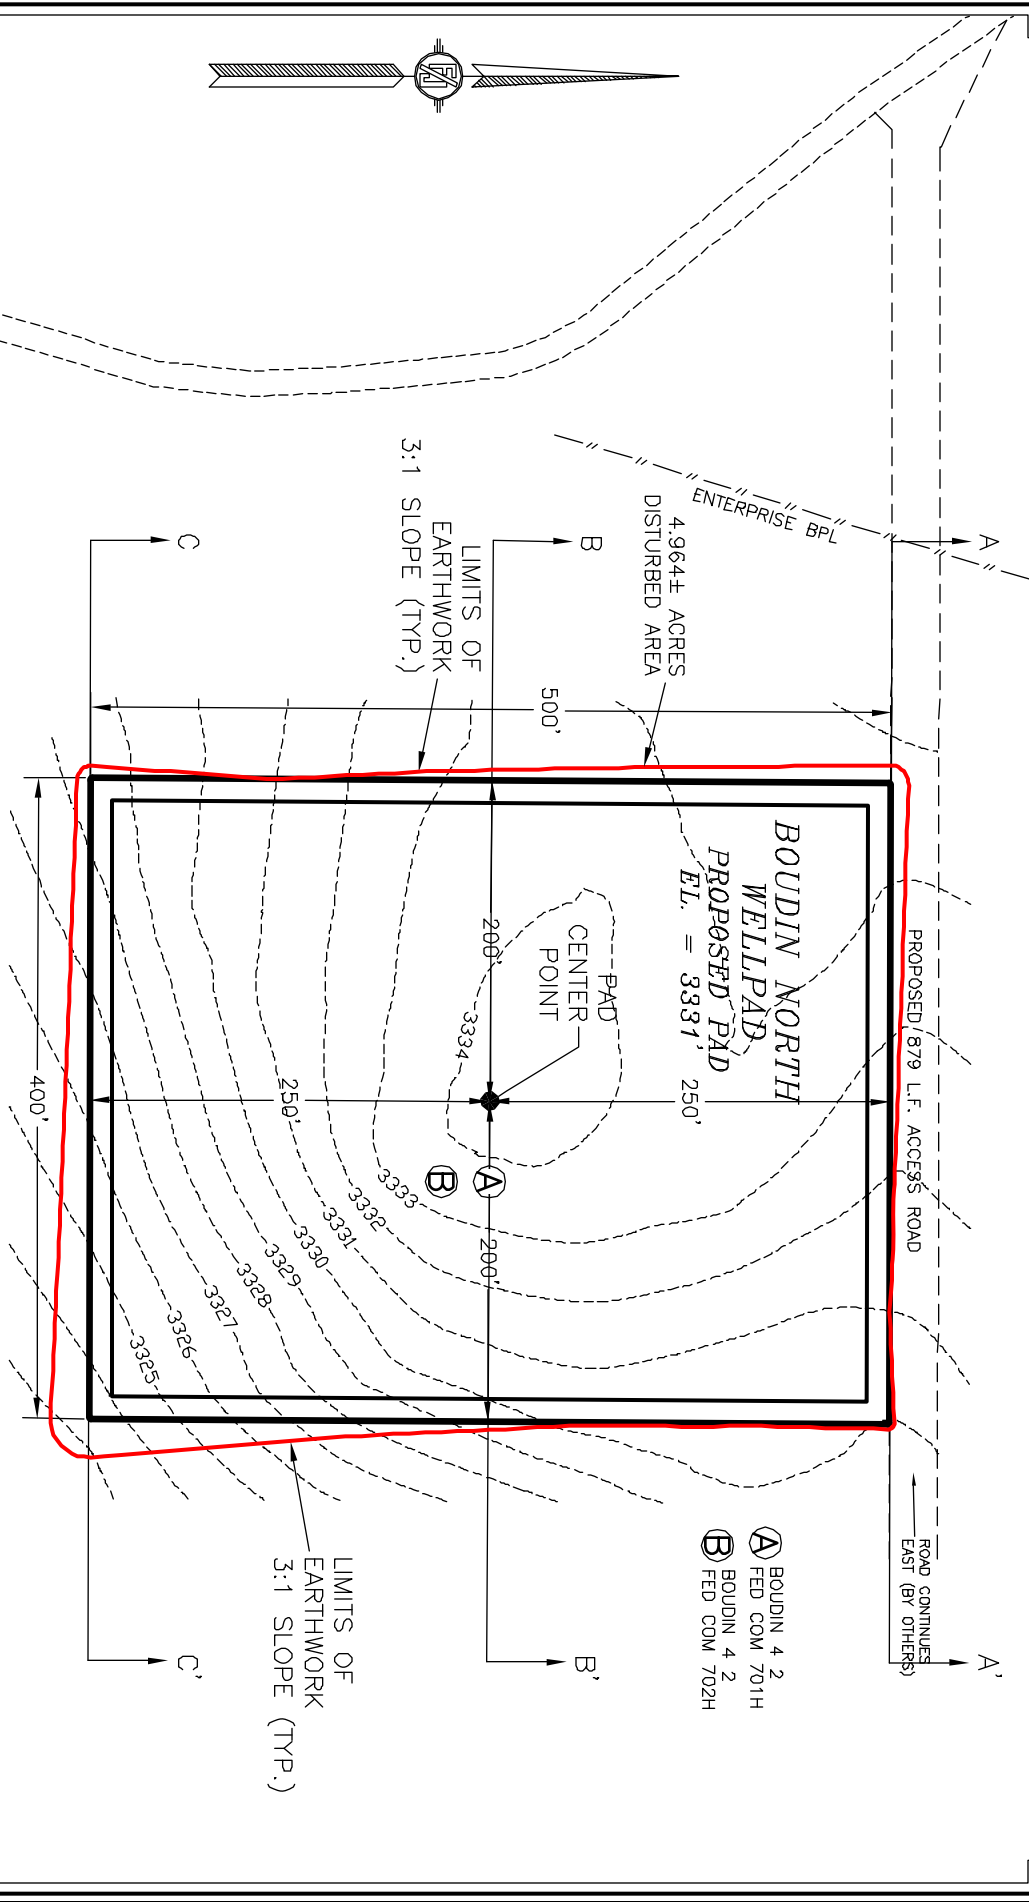 A
A'
ROAD CONTINUES
EAST (BY OTHERS)
PROPOSED 879 L.F. ACCESS ROAD
ENTERPRISE BPL
BOUDIN NORTH
WELLPAD
PROPOSED PAD
EL. = 3331'
A
BOUDIN 4 2
FED COM 701H
B
BOUDIN 4 2
FED COM 702H
4.964± ACRES
DISTURBED AREA
250'
500'
PAD
CENTER
POINT
B
B'
200'
200'
A
B
3334
3333
3332
3331
3330
3329
3328
3327
3326
3325
LIMITS OF
EARTHWORK
3:1 SLOPE (TYP.)
LIMITS OF
EARTHWORK
3:1 SLOPE (TYP.)
250'
C
C'
400'